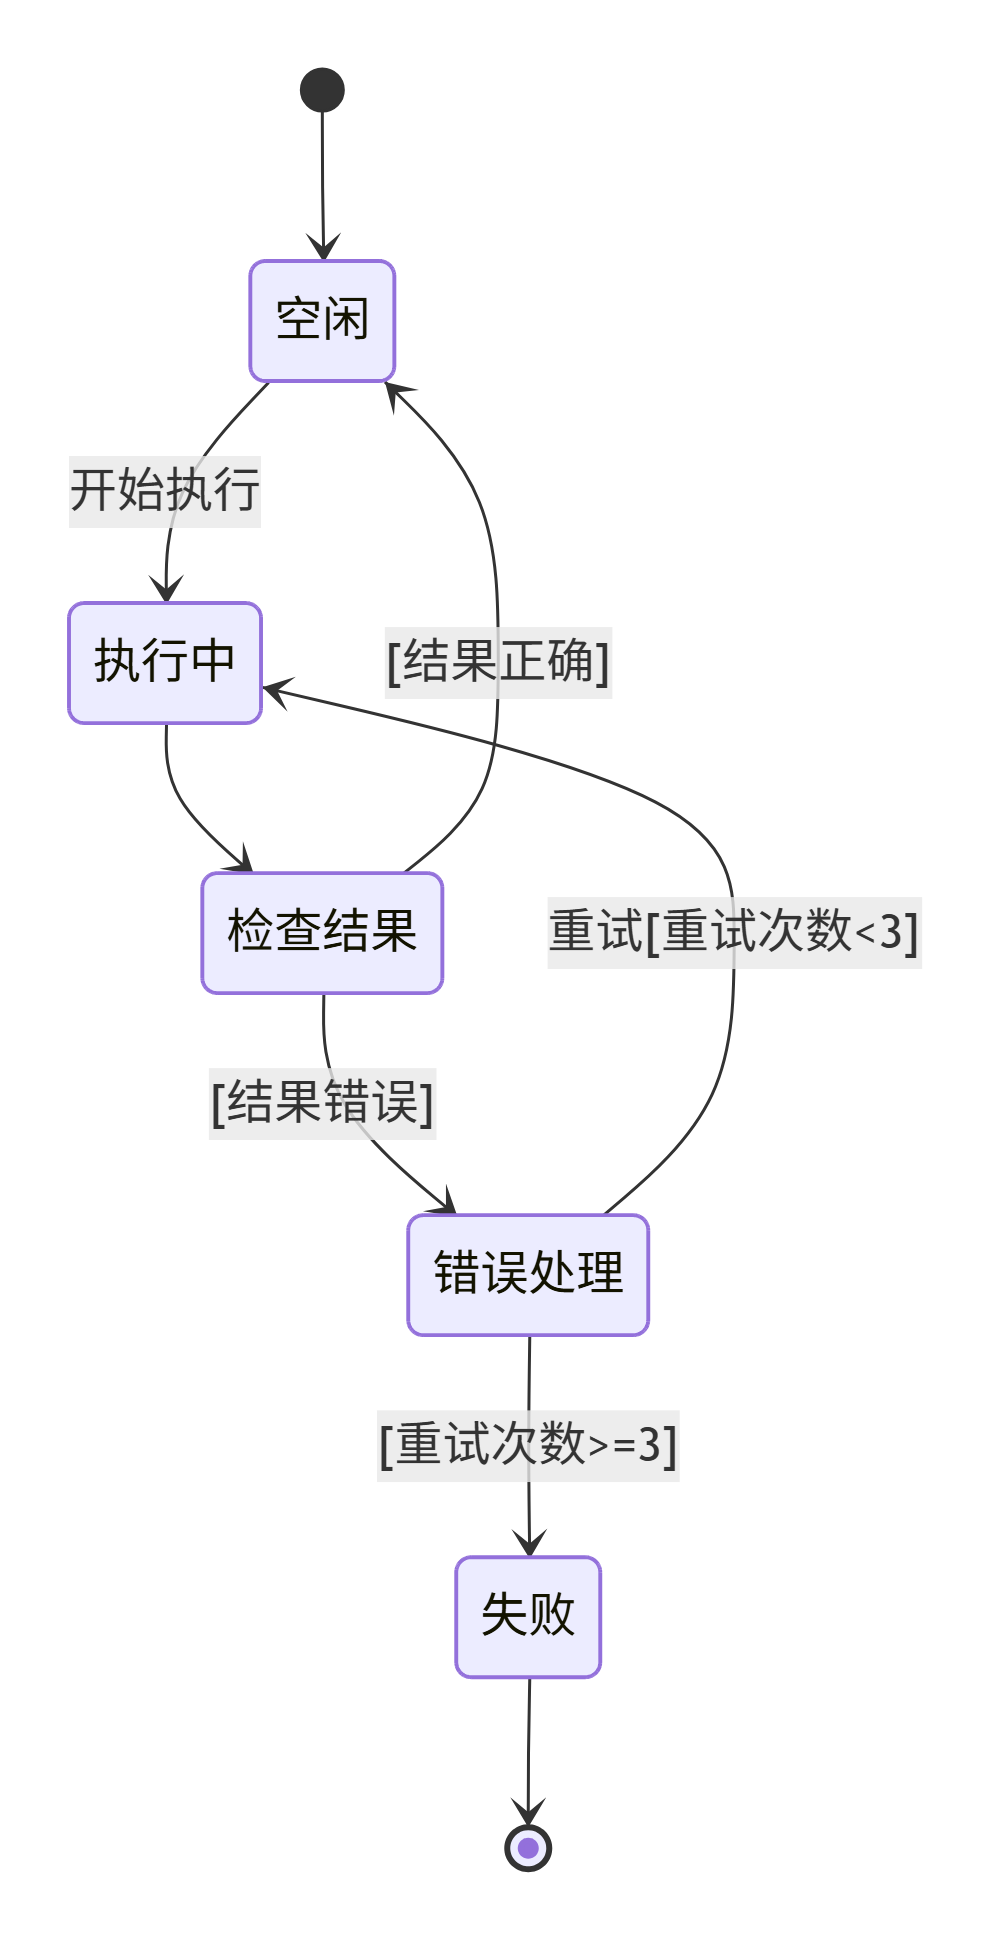 空闲
开始执行
执行中
[结果正确]
检查结果
重试[重试次数<3]
[结果错误]
错误处理
[重试次数>=3]
失败